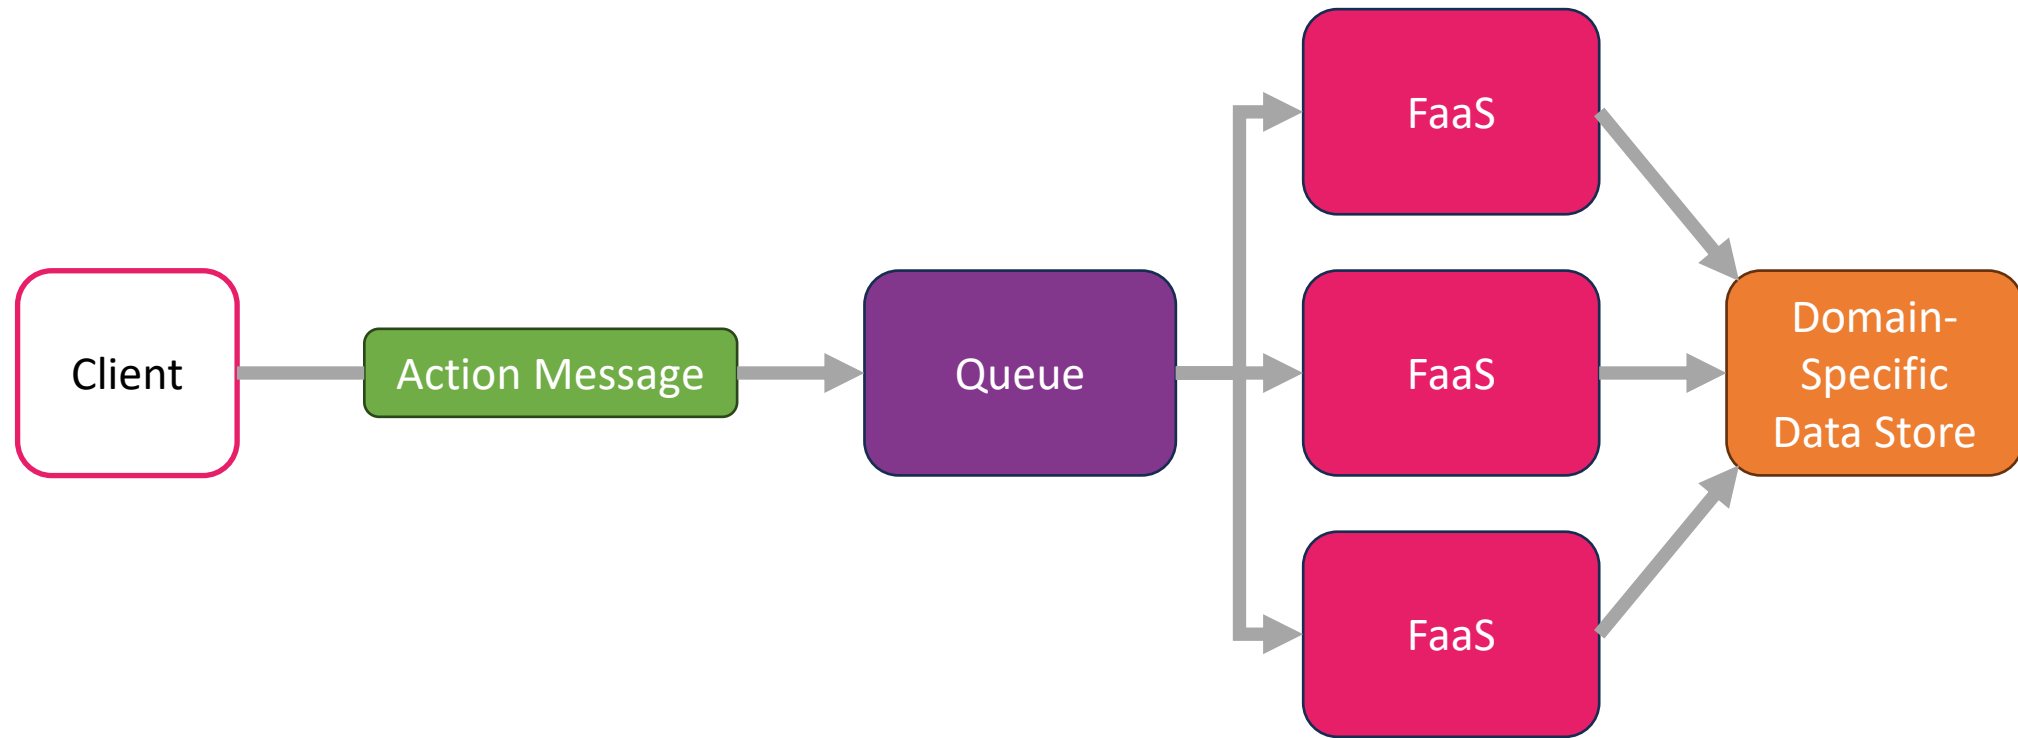 Client
Action Message
Queue
FaaS
FaaS
FaaS
Domain-
Specific
Data Store